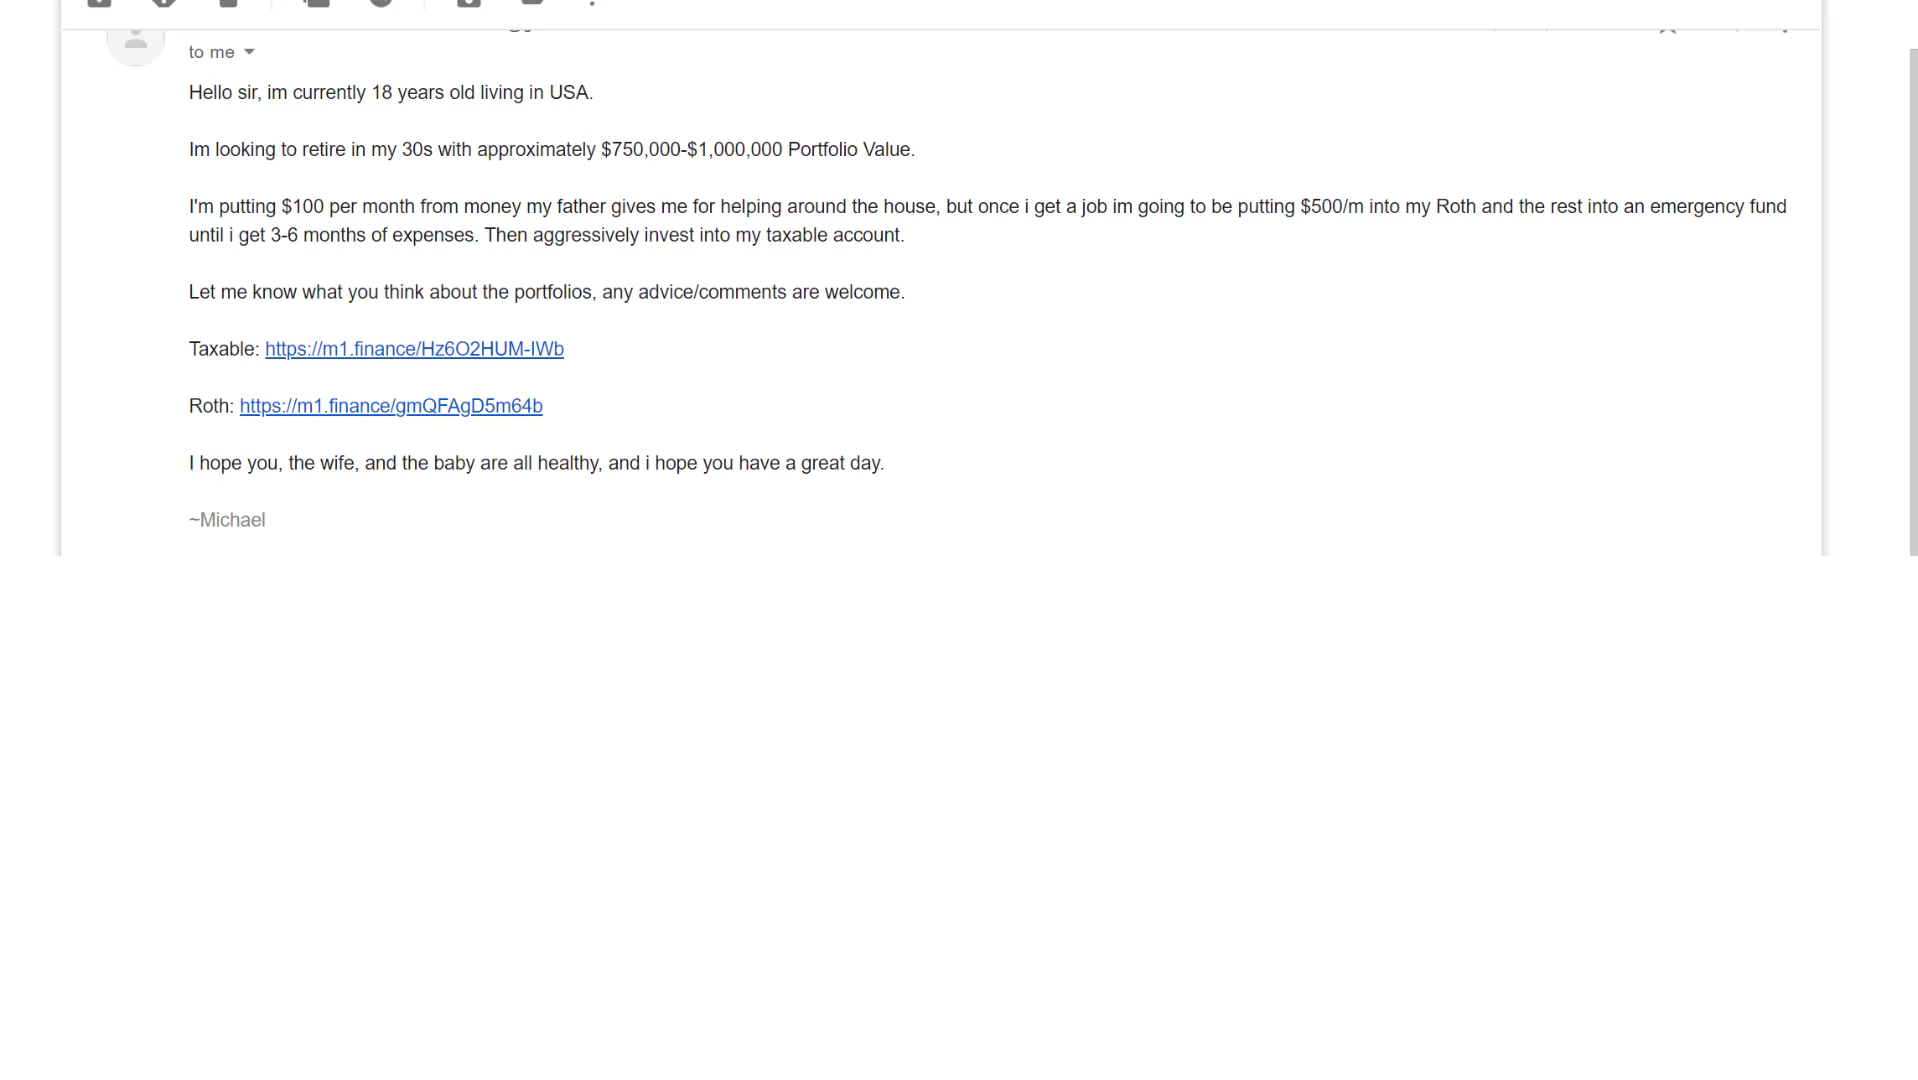 to me
Hello sir, im currently 18 years old living in USA.
Im looking to retire in my 30s with approximately $750,000-$1,000,000 Portfolio Value.
I'm putting $100 per month from money my father gives me for helping around the house, but once i get a job im going to be putting $500/m into my Roth and the rest into an emergency fund
until i get 3-6 months of expenses. Then aggressively invest into my taxable account.
Let me know what you think about the portfolios, any advice/comments are welcome.
Taxable: https://m1.finance/Hz6O2HUM-IWb
Roth: https://m1.finance/gmQFAgD5m64b
I hope you, the wife, and the baby are all healthy, and i hope you have a great day.
~Michael